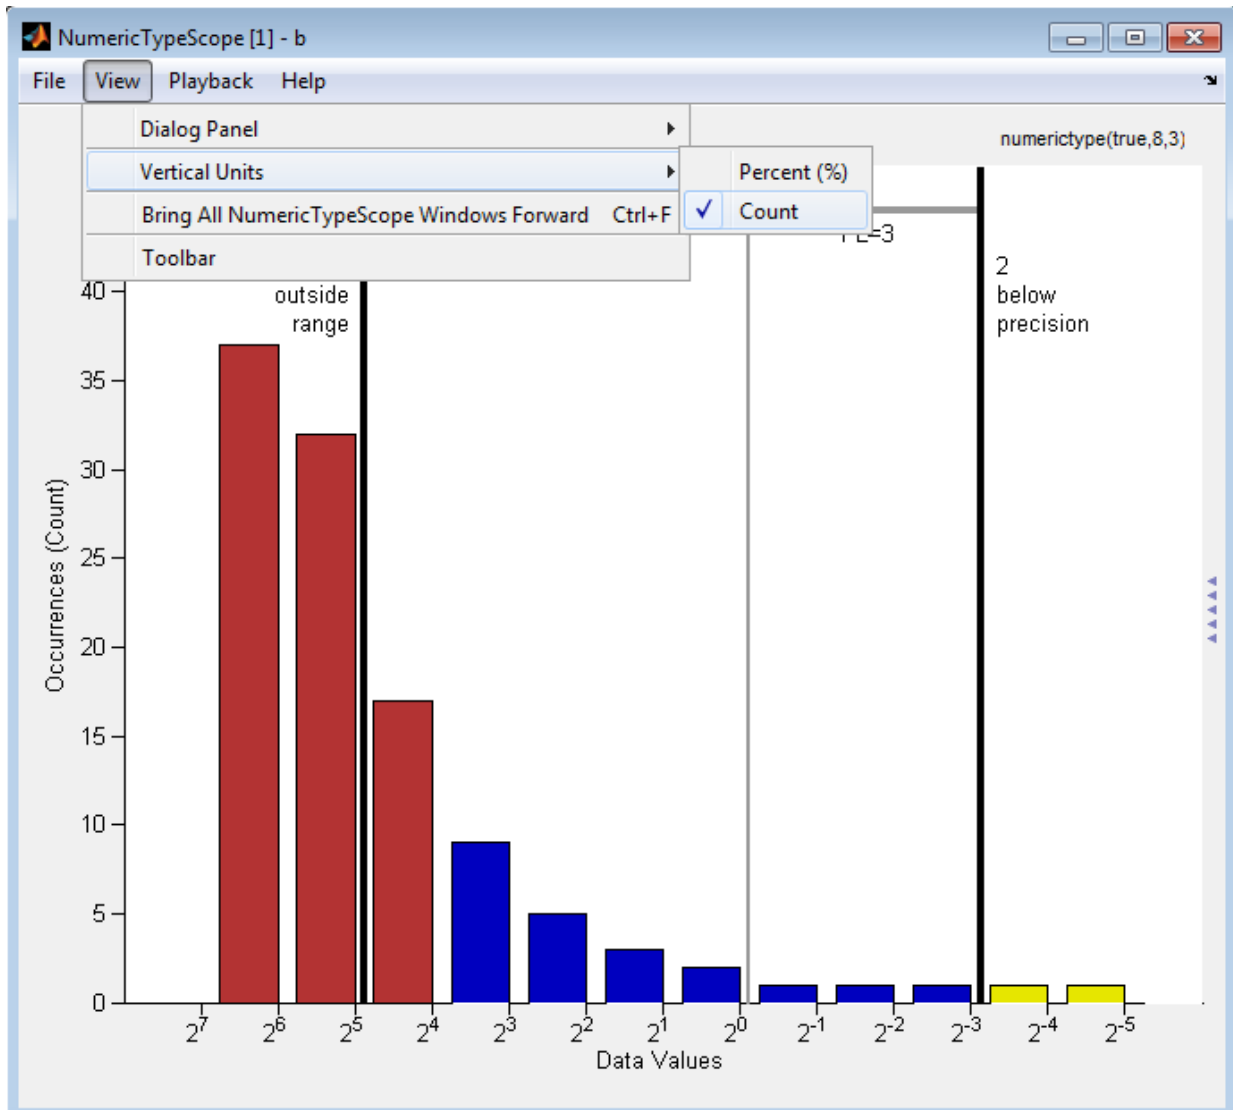 NumericTypeScope [1] - b
File View Playback Help
Dialog Panel
numerictype(true,8,3)
Vertical Units
Percent (%)
Bring All NumericTypeScope Windows Forward Ctrl+F
Count
Toolbar
=3
outside
range
2
below
precision
40
35
30
25
20
15
10
5
0
Occurrences (Count)
2^7 2^6 2^5 2^4 2^3 2^2 2^1 2^0 2^-1 2^-2 2^-3 2^-4 2^-5
Data Values